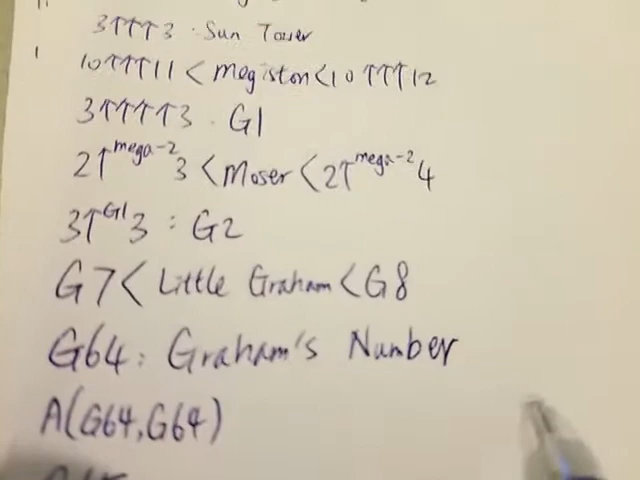 3↑↑↑3 · Sun Tower
10↑↑↑11 < megiston < 10↑↑↑12
3↑↑↑↑3 · G1
2↑^mega-2 3 < Moser < 2↑^mega-2 4
3↑^G1 3 : G2
G7 < Little Graham < G8
G64 : Graham's Number
A(G64, G64)